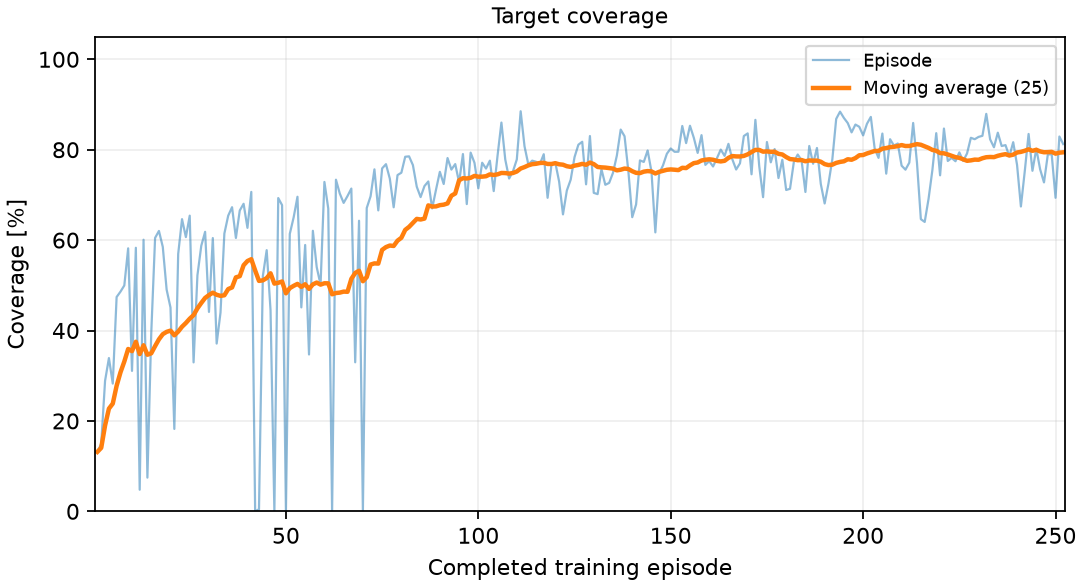 Target coverage
Episode
Moving average (25)
Coverage [%]
100
80
60
40
20
0
50
100
150
200
250
Completed training episode